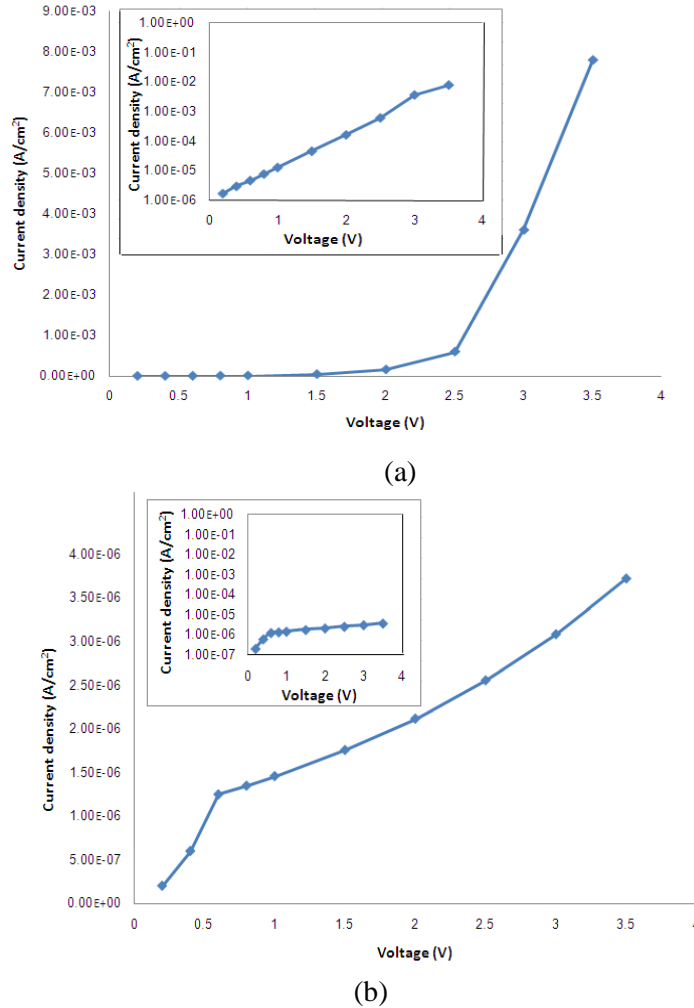 9.00E-03
8.00E-03
7.00E-03
6.00E-03
5.00E-03
4.00E-03
3.00E-03
2.00E-03
1.00E-03
0.00E+00
Current density (A/cm²)
0 0.5 1 1.5 2 2.5 3 3.5 4
Voltage (V)
1.00E+00
1.00E-01
1.00E-02
1.00E-03
1.00E-04
1.00E-05
1.00E-06
Current density (A/cm²)
0 1 2 3 4
Voltage (V)
(a)
4.00E-06
3.00E-06
2.50E-06
2.00E-06
1.50E-06
1.00E-06
5.00E-07
0.00E+00
Current density (A/cm²)
0 0.5 1 1.5 2 2.5 3 3.5 4
Voltage (V)
1.00E+00
1.00E-01
1.00E-02
1.00E-03
1.00E-04
1.00E-05
1.00E-06
1.00E-07
Current density (A/cm²)
0 1 2 3 4
Voltage (V)
(b)